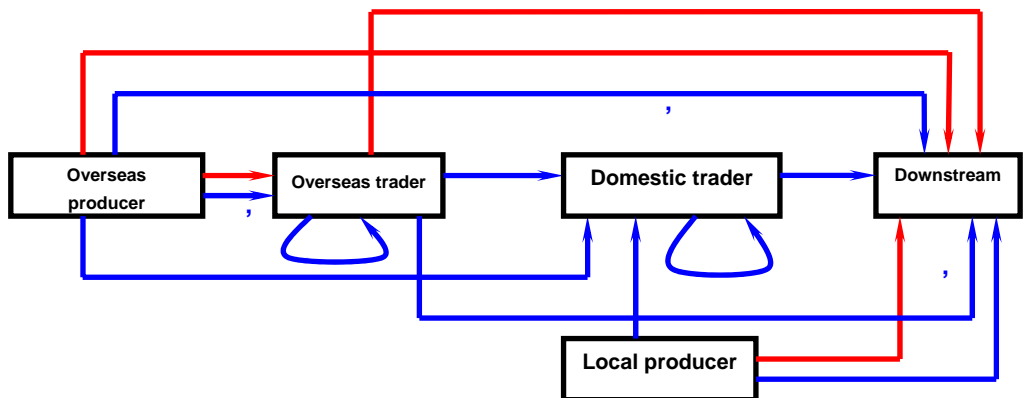 ,
Overseas
producer
Overseas trader
Domestic trader
Downstream
,
,
Local producer